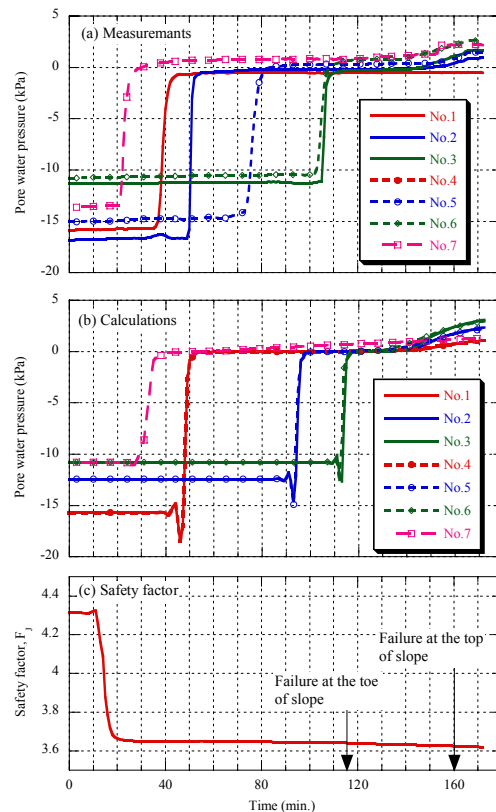 (a) Measuremants
Pore water pressure (kPa)
5
0
-5
-10
-15
-20
No.1
No.2
No.3
No.4
No.5
No.6
No.7
(b) Calculations
Pore water pressure (kPa)
5
0
-5
-10
-15
-20
No.1
No.2
No.3
No.4
No.5
No.6
No.7
(c) Safety factor
Safety factor, FJ
4.4
4.2
4
3.8
3.6
Failure at the top
of slope
Failure at the toe
of slope
0 40 80 120 160
Time (min.)